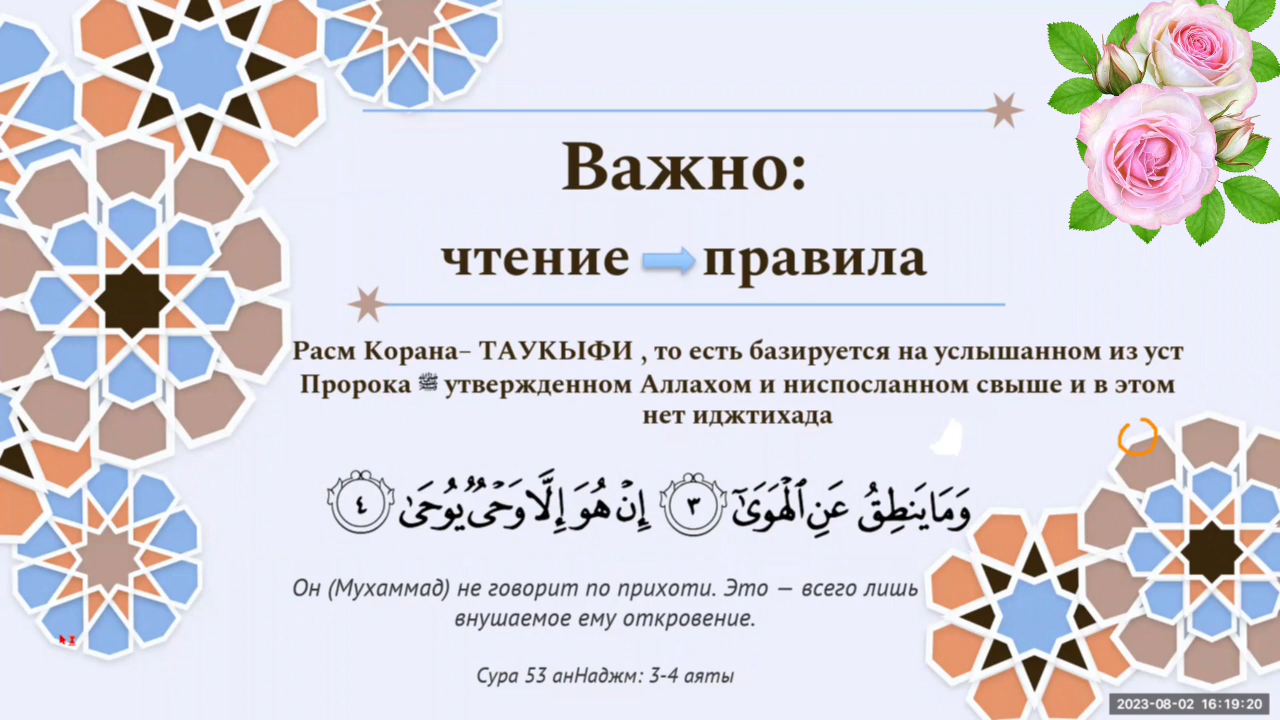 Важно:
чтение правила
Расм Корана– ТАУКЫФИ , то есть базируется на услышанном из уст
Пророка ﷺ утвержденном Аллахом и ниспосланном свыше и в этом
нет иджтихада
وَمَا يَنطِقُ عَنِ ٱلْهَوَىٰٓ ٣ إِنْ هُوَ إِلَّا وَحْىٌ يُوحَىٰ ٤
Он (Мухаммад) не говорит по прихоти. Это — всего лишь
внушаемое ему откровение.
Сура 53 анНаджм: 3-4 аяты
2023-08-02 16:19:20